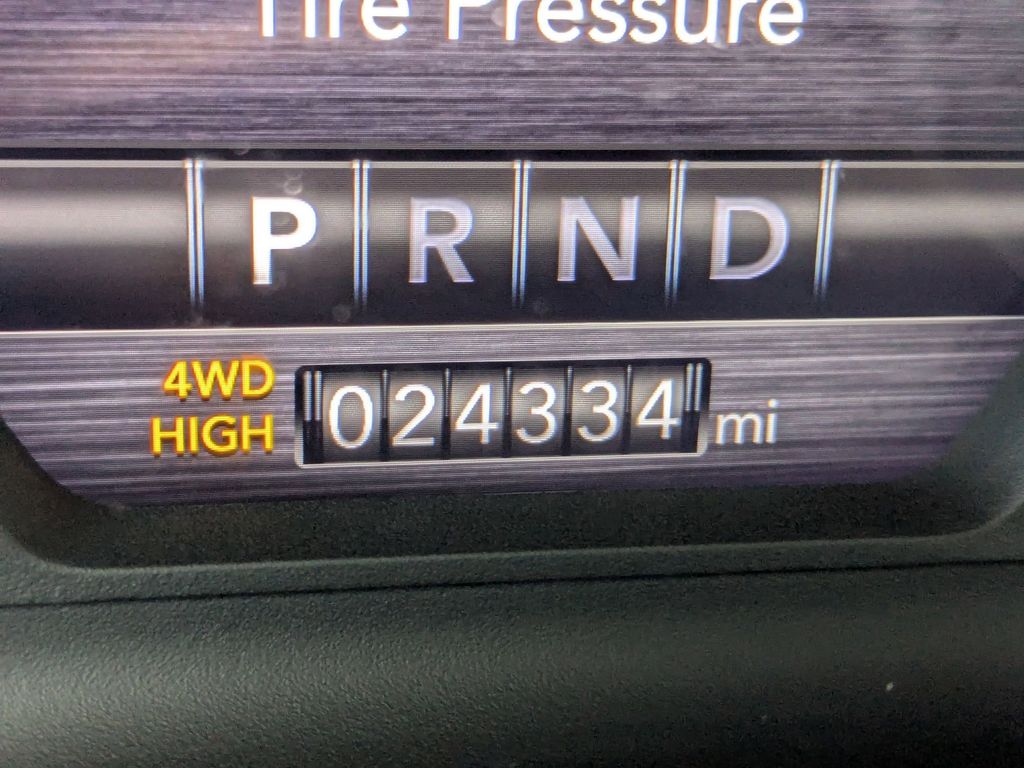 Tire Pressure
P R N D
4WD
HIGH
024334 mi